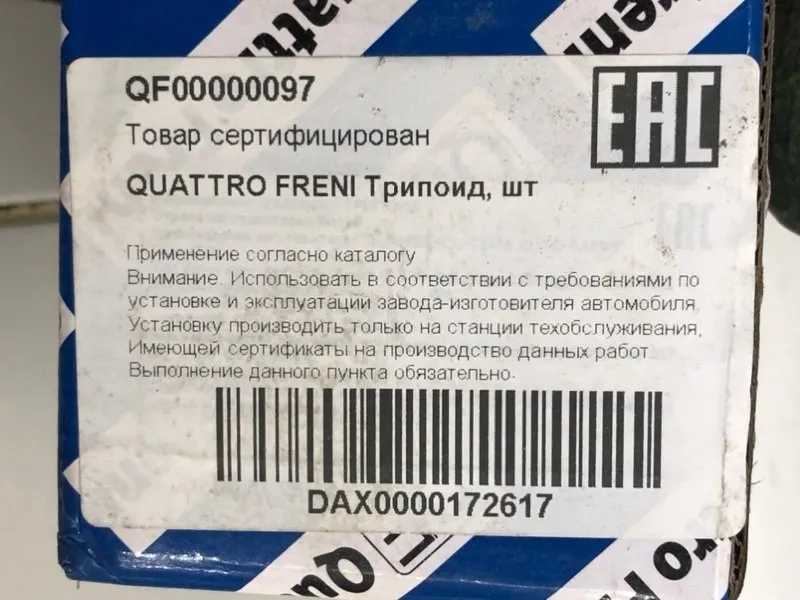 QF00000097
EAC
Товар сертифицирован
QUATTRO FRENI Трипоид, шт
Применение согласно каталогу
Внимание. Использовать в соответствии с требованиями по
установке и эксплуатации завода-изготовителя автомобиля.
Установку производить только на станции техобслуживания,
Имеющей сертификаты на производство данных работ
Выполнение данного пункта обязательно.
DAX0000172617